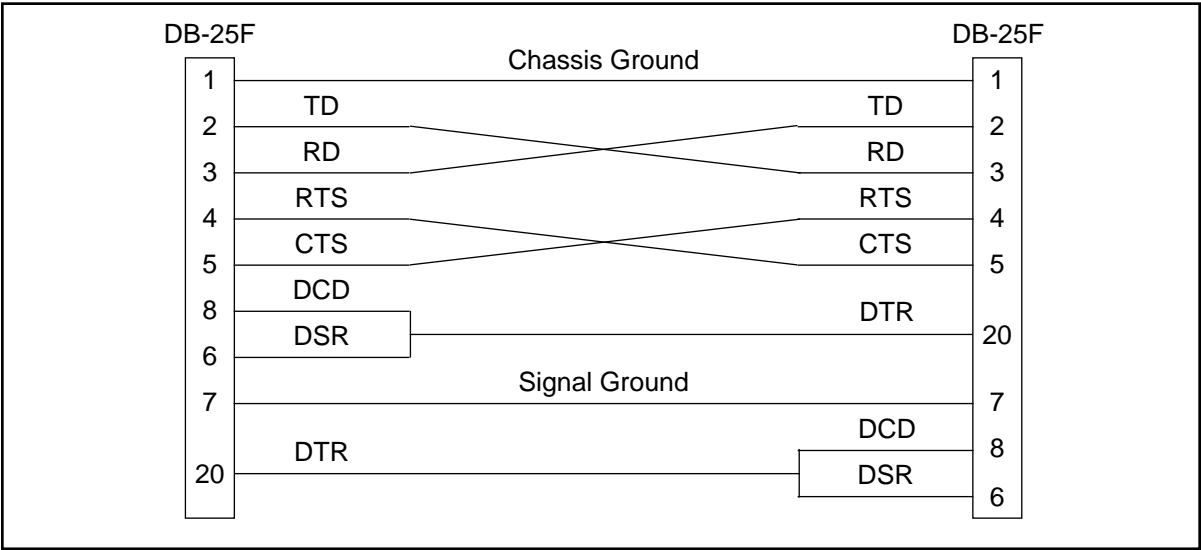 DB-25F DB-25F
Chassis Ground
1 1
TD TD
2 2
RD RD
3 3
RTS RTS
4 4
CTS CTS
5 5
DCD
8
DTR
DSR
20
6
Signal Ground
7 7
DCD
DTR
8
20
DSR
6